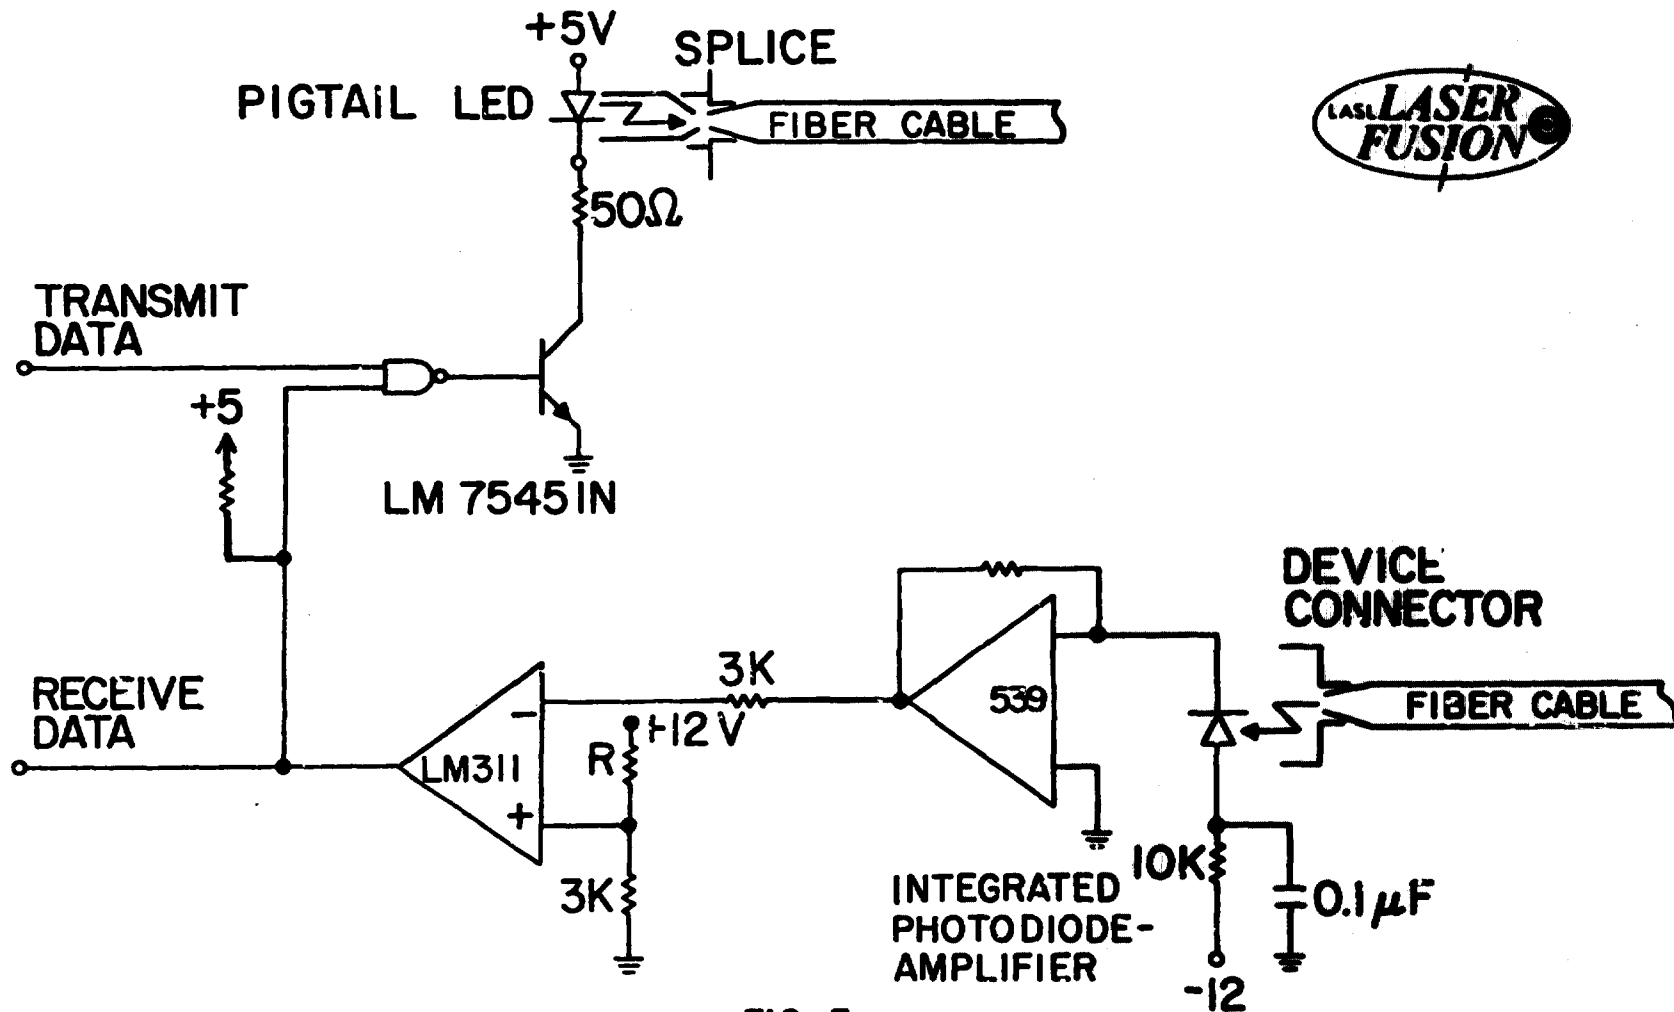 +5V
SPLICE
PIGTAIL LED
FIBER CABLE
LASL LASER
FUSION
50Ω
TRANSMIT
DATA
+5
LM 75451N
DEVICE
CONNECTOR
3K
539
FIBER CABLE
RECEIVE
DATA
-
+12V
R
LM311
+
10K
3K
INTEGRATED
PHOTODIODE-
AMPLIFIER
0.1μF
-12